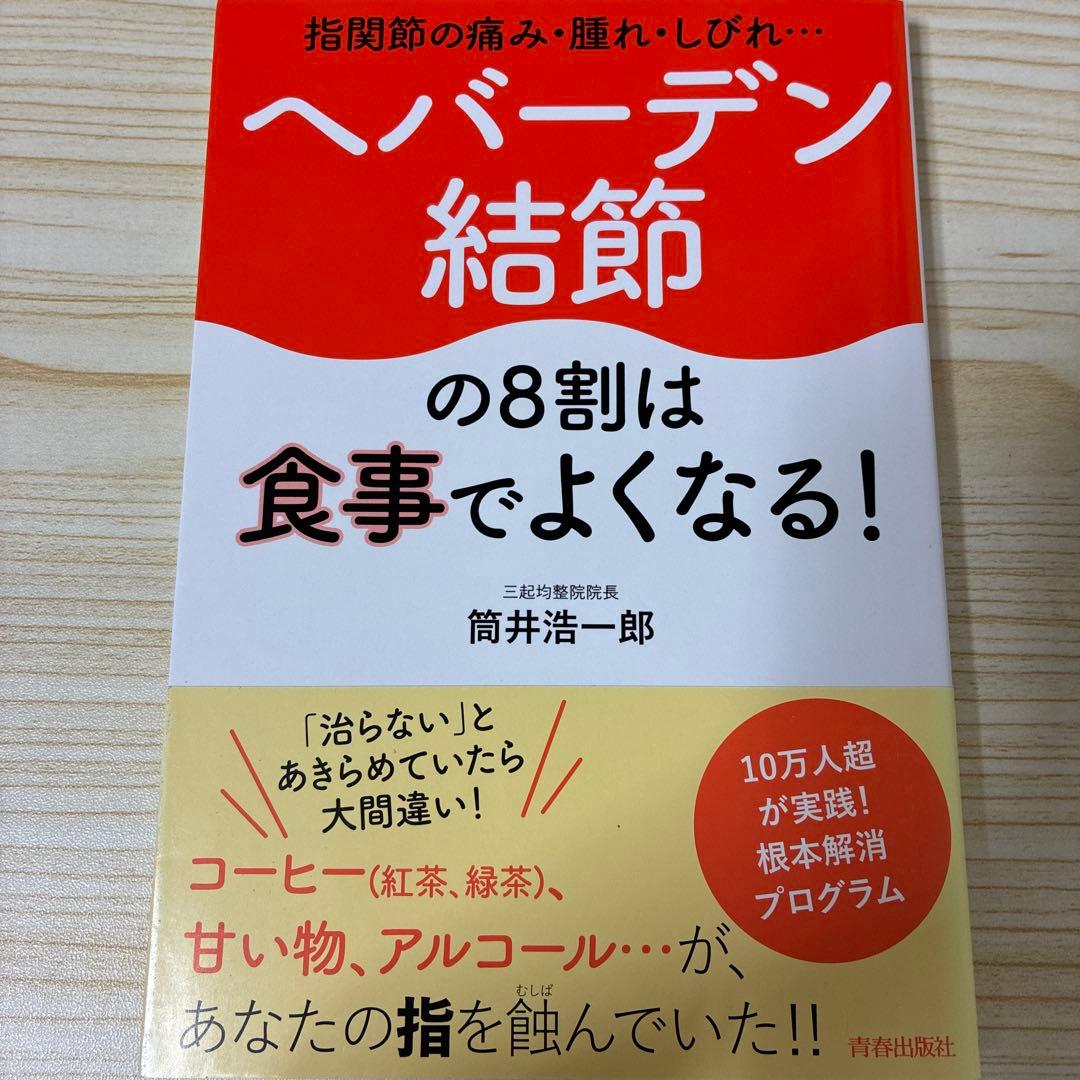 指関節の痛み・腫れ・しびれ…
ヘバーデン
結節
の8割は
食事でよくなる!
三起均整院院長
筒井浩一郎
「治らない」と
あきらめていたら
大間違い!
10万人超
が実践!
根本解消
プログラム
コーヒー(紅茶、緑茶)、
甘い物、アルコール…が、
むしば
あなたの指を蝕んでいた!!
青春出版社